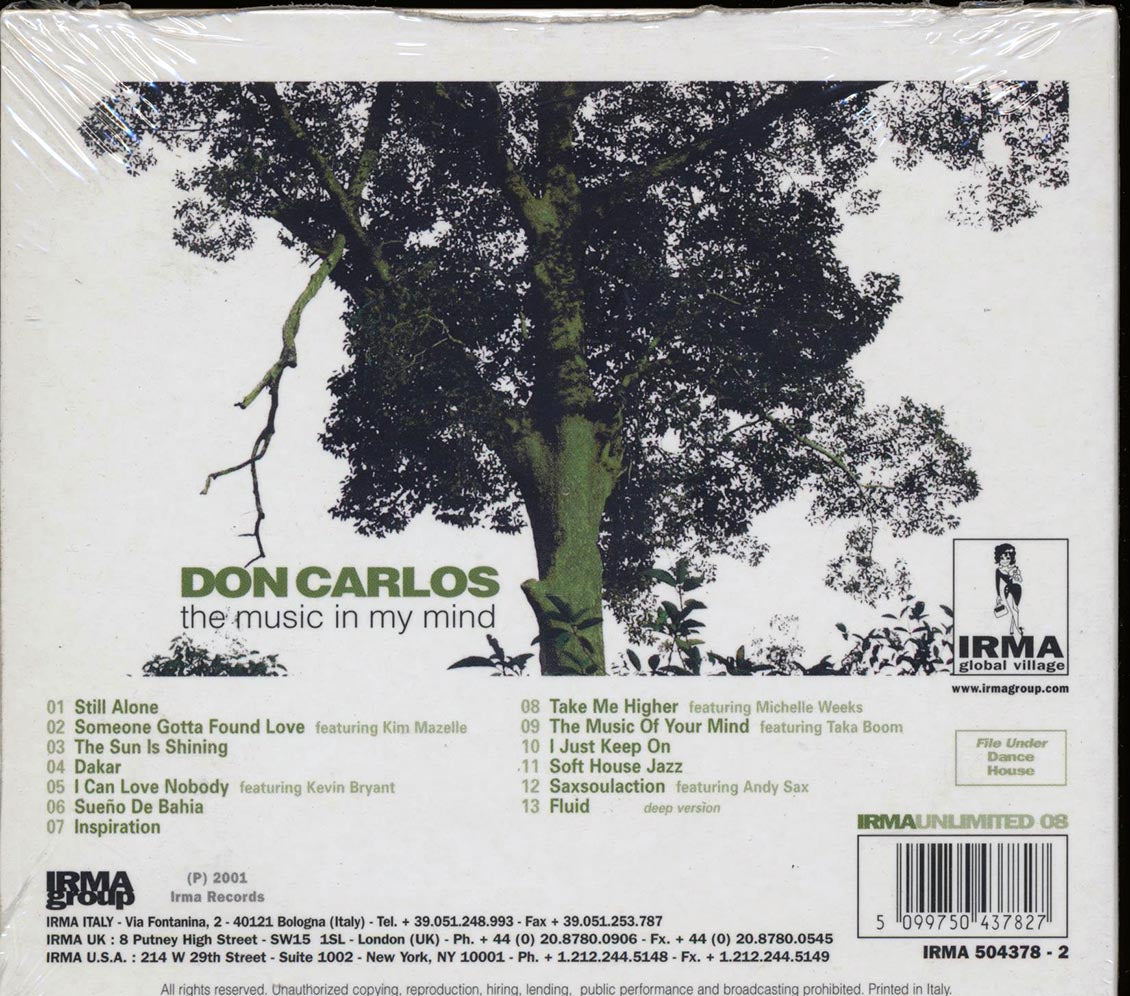 DON CARLOS
the music in my mind
IRMA
global village
www.irmagroup.com
01 Still Alone
02 Someone Gotta Found Love featuring Kim Mazelle
03 The Sun Is Shining
04 Dakar
05 I Can Love Nobody featuring Kevin Bryant
06 Sueño De Bahia
07 Inspiration
08 Take Me Higher featuring Michelle Weeks
09 The Music Of Your Mind featuring Taka Boom
10 I Just Keep On
11 Soft House Jazz
12 Saxsoulaction featuring Andy Sax
13 Fluid deep version
File Under
Dance
House
IRMAUNLIMITED 08
5 099750 437827
IRMA 504378 - 2
IRMA
group
(P) 2001
Irma Records
IRMA ITALY - Via Fontanina, 2 - 40121 Bologna (Italy) - Tel. + 39.051.248.993 - Fax + 39.051.253.787
IRMA UK : 8 Putney High Street - SW15 1SL - London (UK) - Ph. + 44 (0) 20.8780.0906 - Fx. + 44 (0) 20.8780.0545
IRMA U.S.A. : 214 W 29th Street - Suite 1002 - New York, NY 10001 - Ph. + 1.212.244.5148 - Fx. + 1.212.244.5149
All rights reserved. Unauthorized copying, reproduction, hiring, lending, public performance and broadcasting prohibited. Printed in Italy.